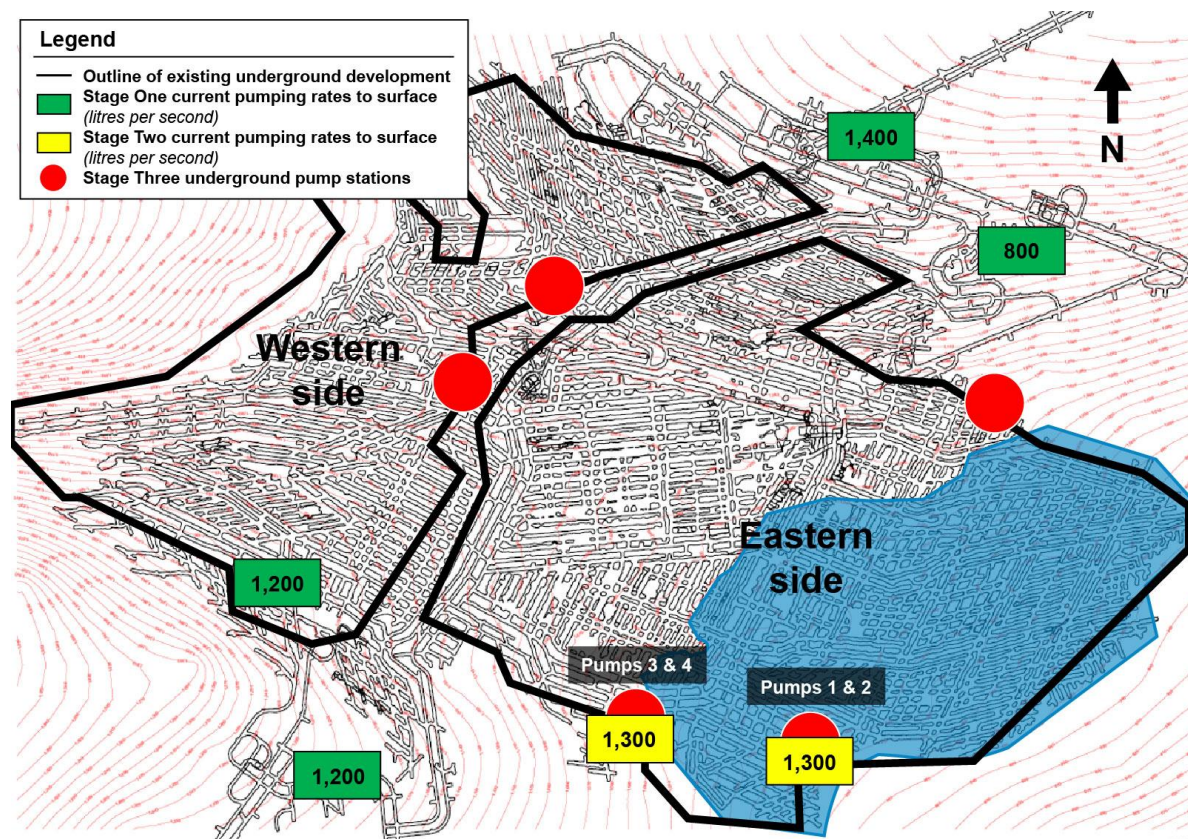 Legend
Outline of existing underground development
Stage One current pumping rates to surface
(litres per second)
Stage Two current pumping rates to surface
(litres per second)
Stage Three underground pump stations
1,400
N
800
Western
side
Eastern
side
1,200
Pumps 3 & 4
Pumps 1 & 2
1,300
1,300
1,200